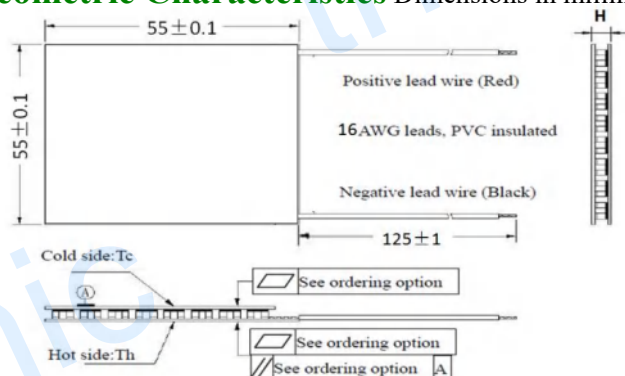 ometric Characteristics Dimensions in millim
55±0.1
H
55±0.1
Positive lead wire (Red)
16AWG leads, PVC insulated
Negative lead wire (Black)
125±1
Cold side:Tc
A
See ordering option
Hot side:Th
See ordering option
See ordering option A